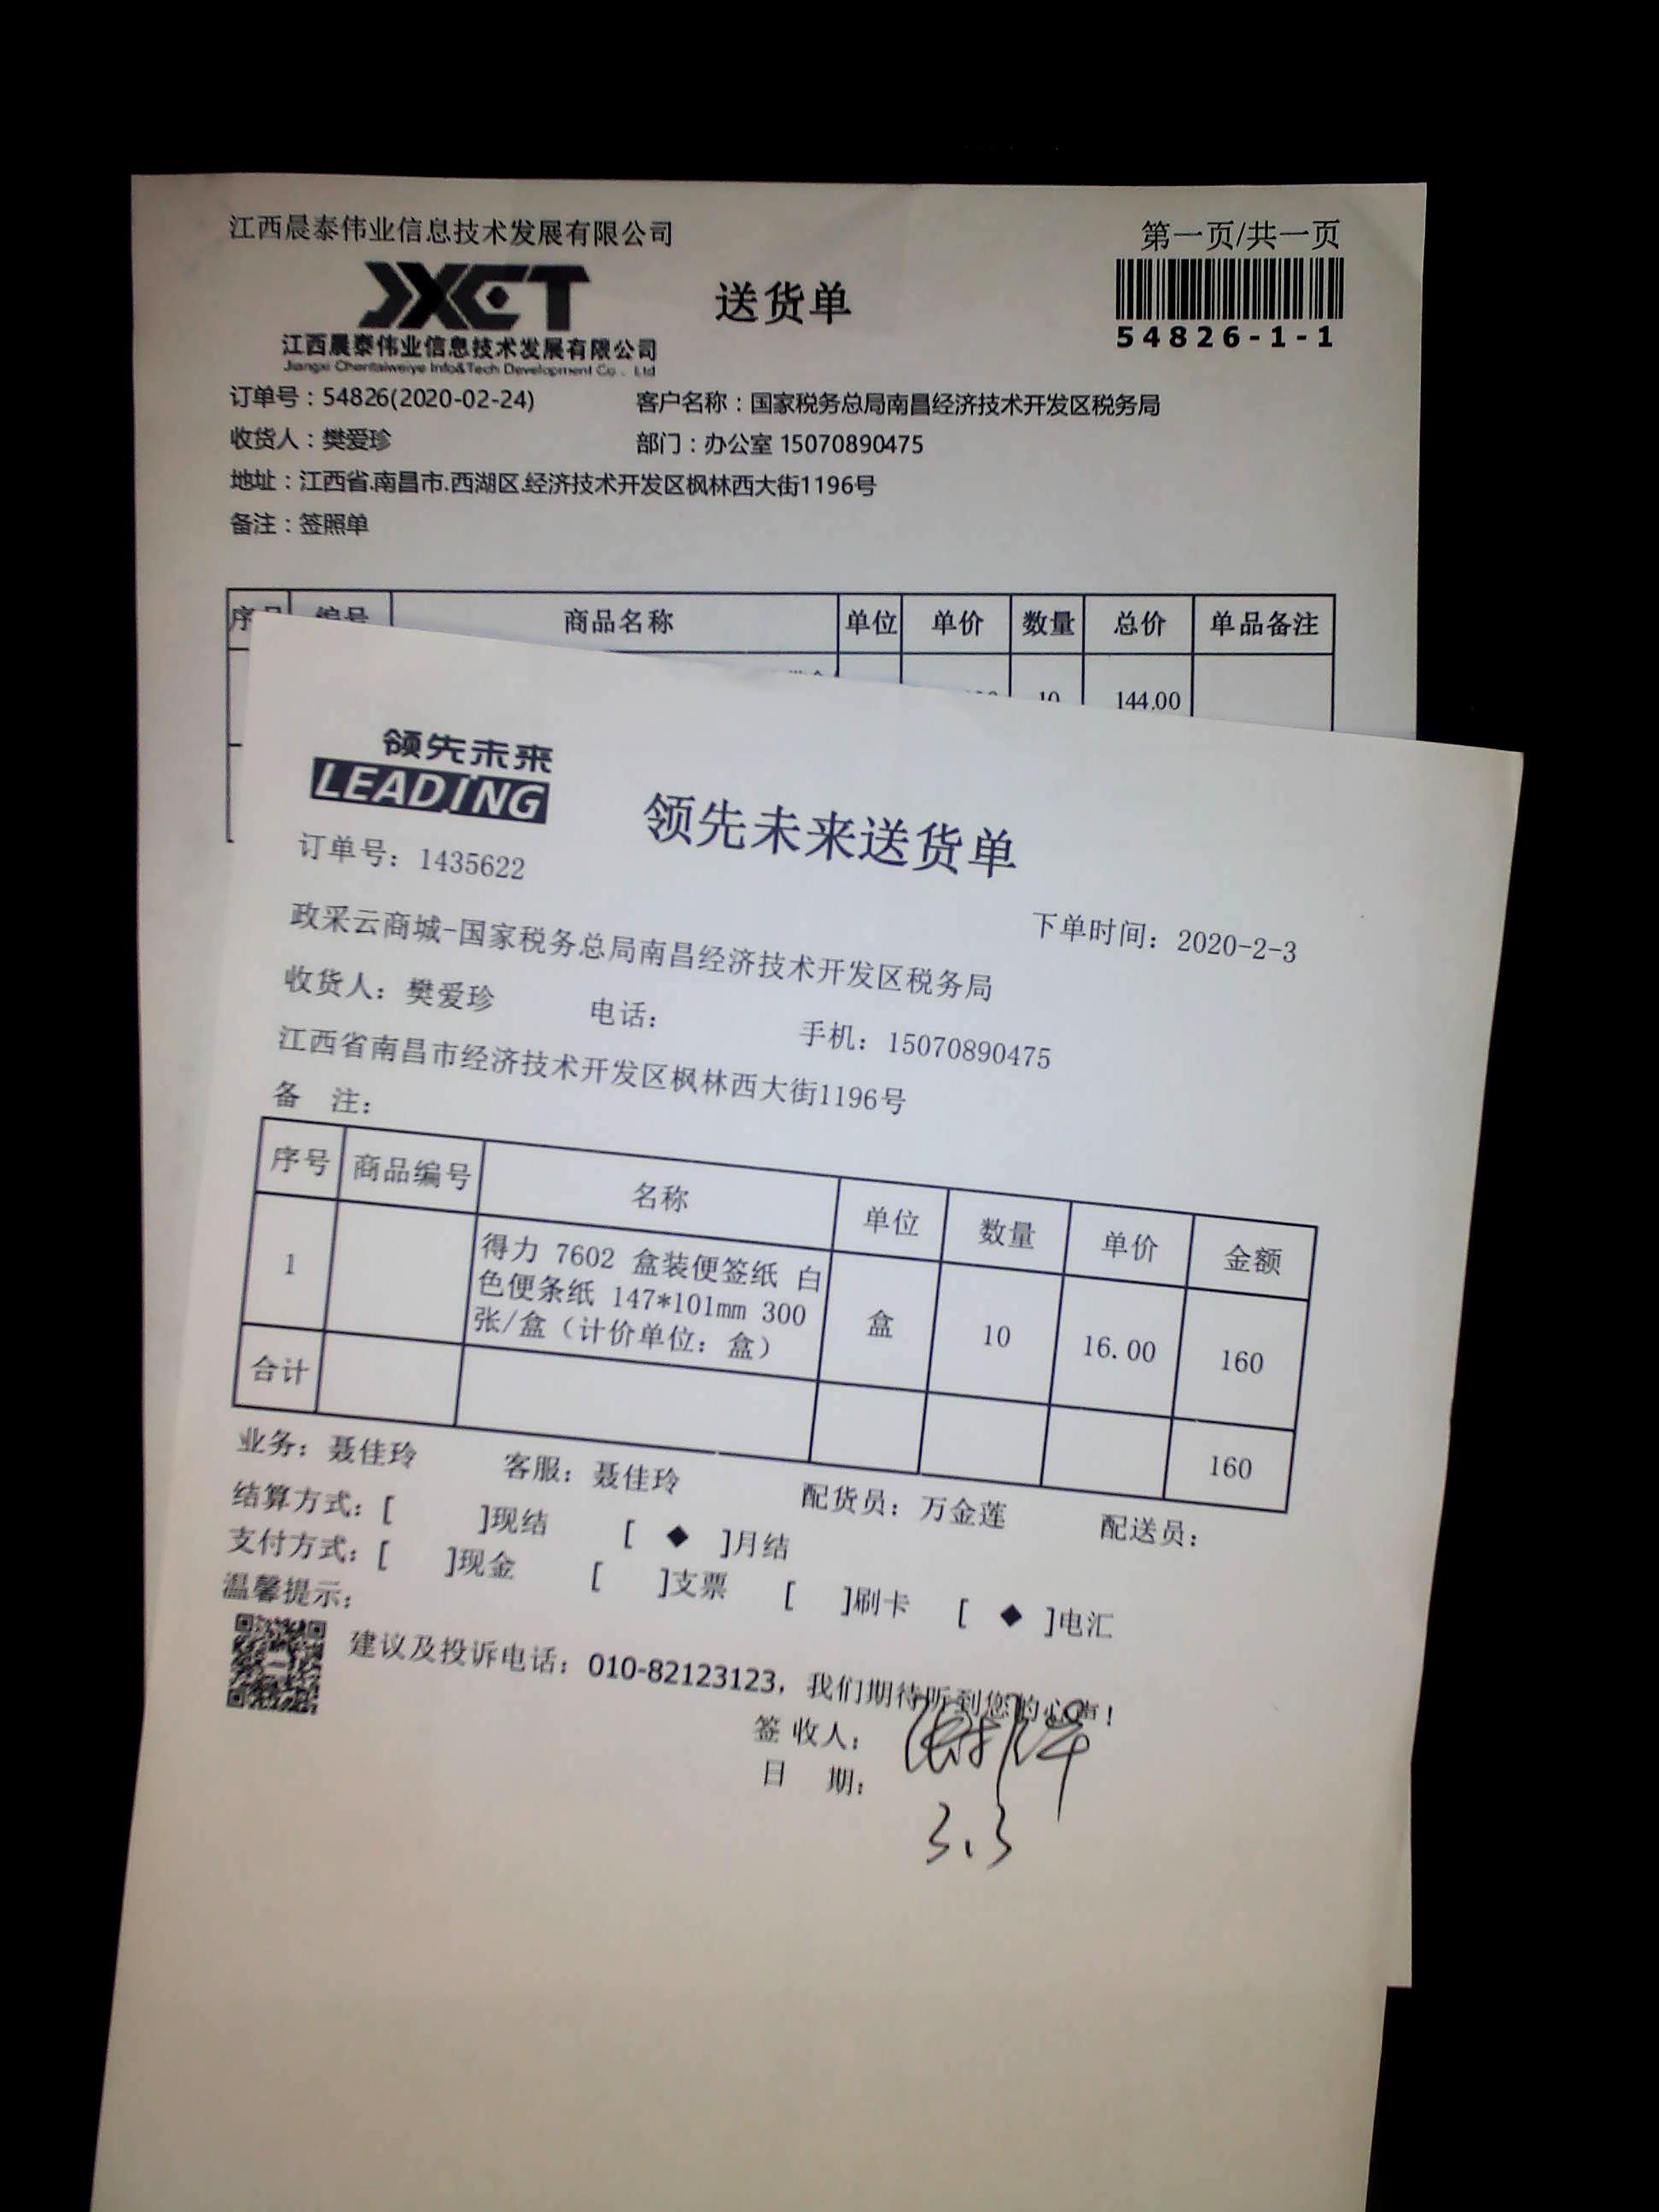 江西晨泰伟业信息技术发展有限公司
第一页/共一页
JXCT
送货单
54826-1-1
江西晨泰伟业信息技术发展有限公司
Jiangxi Chentaiweiye Info&Tech Development Co., Ltd
订单号：54826(2020-02-24)
客户名称：国家税务总局南昌经济技术开发区税务局
收货人：樊爱珍
部门：办公室 15070890475
地址：江西省.南昌市.西湖区.经济技术开发区枫林西大街1196号
备注：签照单
序号 编号 商品名称 单位 单价 数量 总价 单品备注
10 144.00
领先未来
LEADING
领先未来送货单
订单号：1435622
下单时间：2020-2-3
政采云商城-国家税务总局南昌经济技术开发区税务局
收货人：樊爱珍 电话： 手机：15070890475
江西省南昌市经济技术开发区枫林西大街1196号
备 注：
序号 商品编号 名称 单位 数量 单价 金额
1 得力 7602 盒装便签纸 白
色便条纸 147*101mm 300
张/盒（计价单位：盒）
盒 10 16.00 160
合计 160
业务：聂佳玲 客服：聂佳玲 配货员：万金莲 配送员：
结算方式：[ ]现结 [ ◆ ]月结
支付方式：[ ]现金 [ ]支票 [ ]刷卡 [ ◆ ]电汇
温馨提示：
建议及投诉电话：010-82123123，我们期待听到您的心声！
签收人：
日 期：
3.3